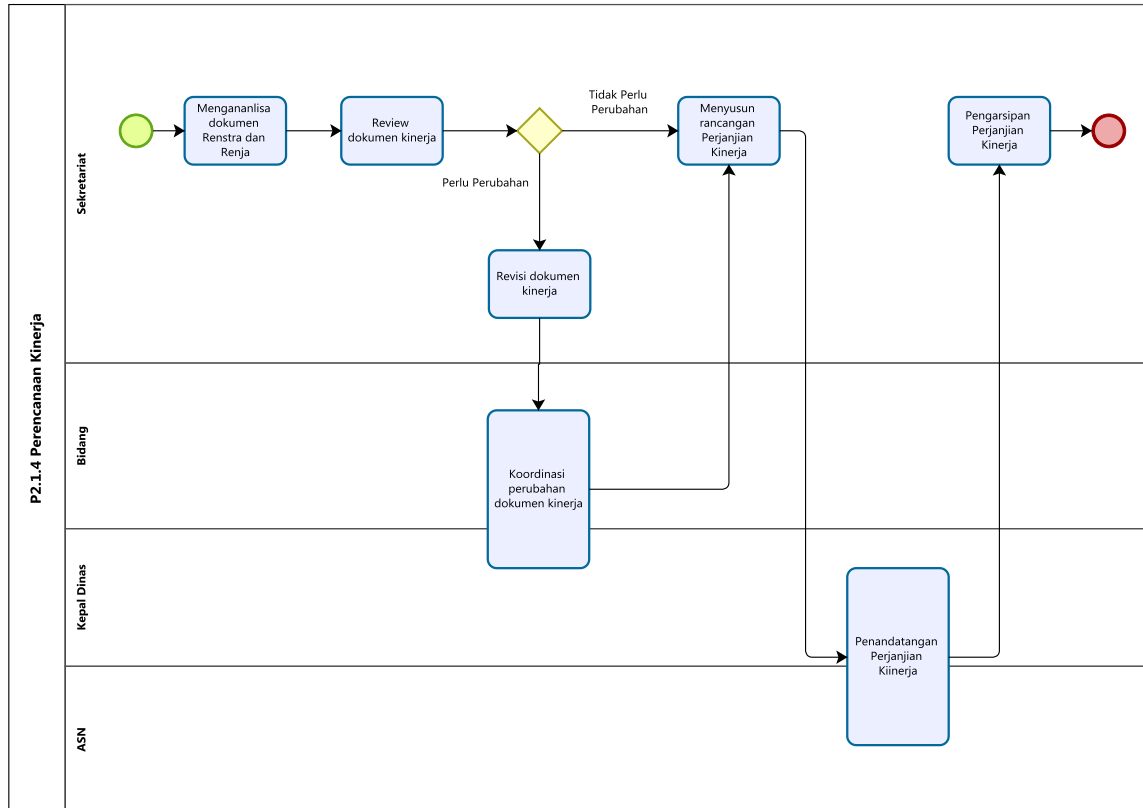 P2.1.4 Perencanaan Kinerja
Sekretariat
Mengananlisa
dokumen
Renstra dan
Renja
Review
dokumen kinerja
Tidak Perlu
Perubahan
Perlu Perubahan
Menyusun
rancangan
Perjanjian
Kinerja
Pengarsipan
Perjanjian
Kinerja
Revisi dokumen
kinerja
Bidang
Koordinasi
perubahan
dokumen kinerja
Kepal Dinas
Penandatangan
Perjanjian
Kiinerja
ASN